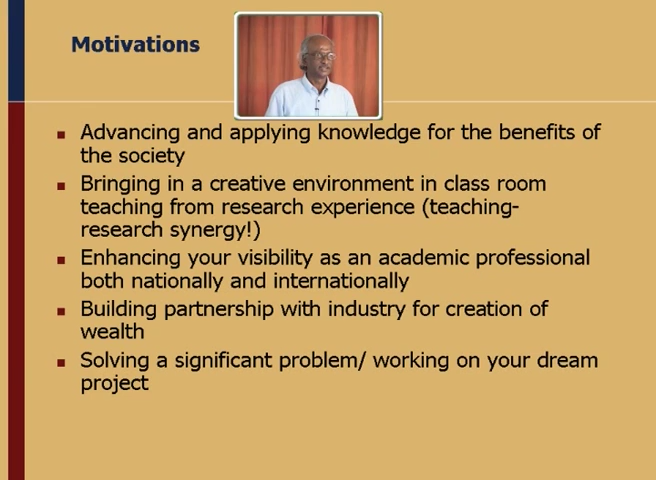 Motivations
Advancing and applying knowledge for the benefits of
the society
Bringing in a creative environment in class room
teaching from research experience (teaching-
research synergy!)
Enhancing your visibility as an academic professional
both nationally and internationally
Building partnership with industry for creation of
wealth
Solving a significant problem/ working on your dream
project